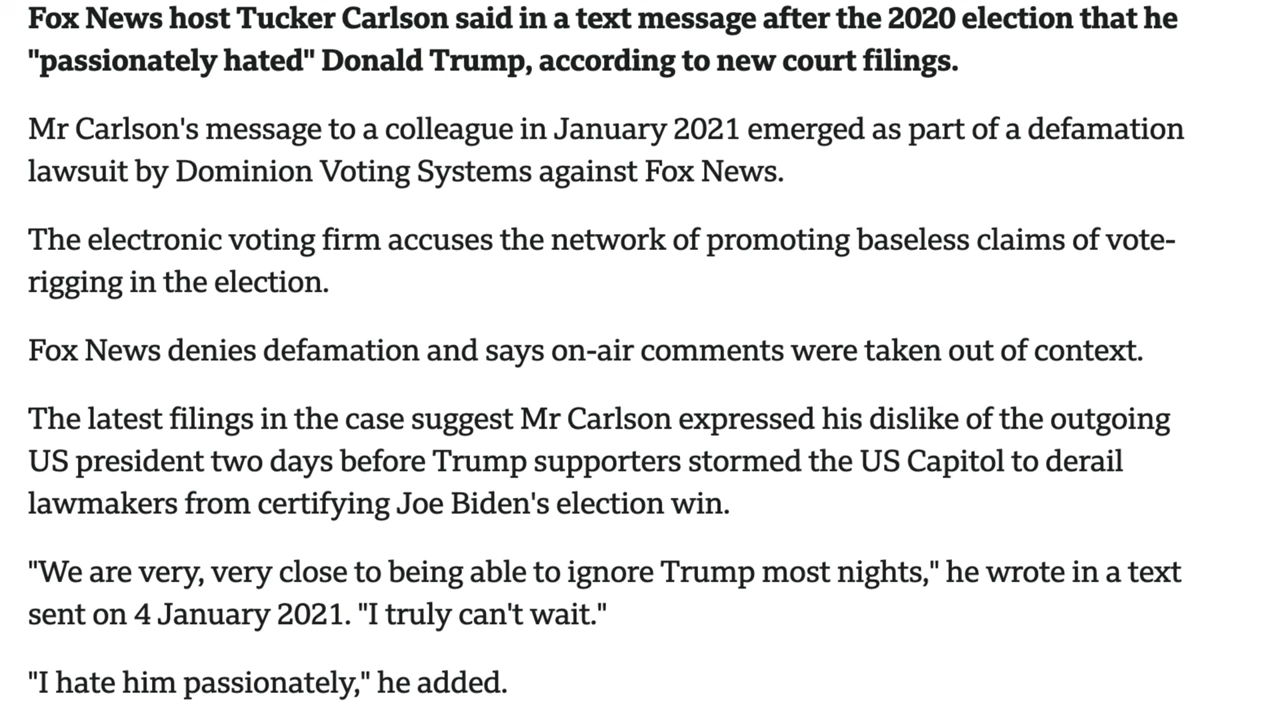 Fox News host Tucker Carlson said in a text message after the 2020 election that he
"passionately hated" Donald Trump, according to new court filings.
Mr Carlson's message to a colleague in January 2021 emerged as part of a defamation
lawsuit by Dominion Voting Systems against Fox News.
The electronic voting firm accuses the network of promoting baseless claims of vote-
rigging in the election.
Fox News denies defamation and says on-air comments were taken out of context.
The latest filings in the case suggest Mr Carlson expressed his dislike of the outgoing
US president two days before Trump supporters stormed the US Capitol to derail
lawmakers from certifying Joe Biden's election win.
"We are very, very close to being able to ignore Trump most nights," he wrote in a text
sent on 4 January 2021. "I truly can't wait."
"I hate him passionately," he added.